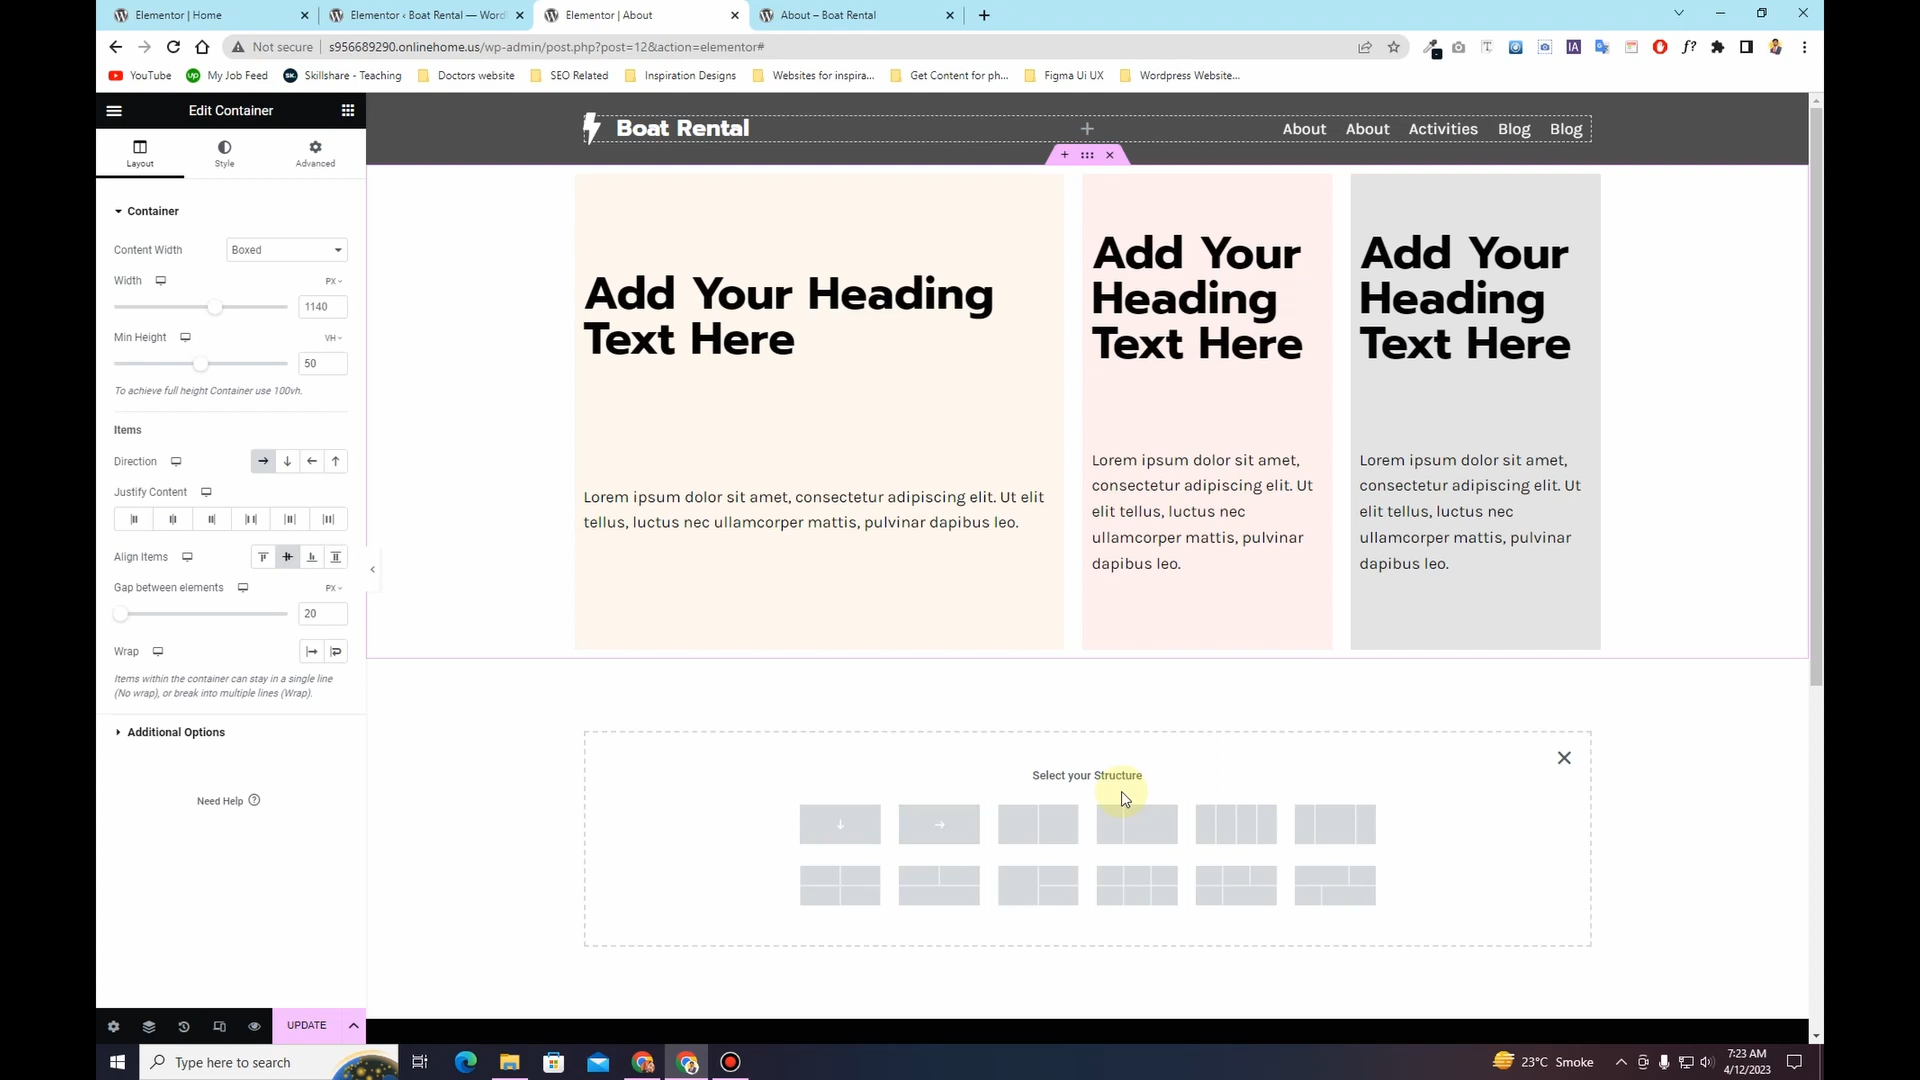 Elementor | Home
Elementor ‹ Boat Rental — Word
Elementor | About
About – Boat Rental
Not secure
s956689290.onlinehome.us/wp-admin/post.php?post=12&action=elementor#
YouTube
My Job Feed
Skillshare - Teaching
Doctors website
SEO Related
Inspiration Designs
Websites for inspira...
Get Content for ph...
Figma Ui UX
Wordpress Website...
Edit Container
Layout
Style
Advanced
Container
Content Width
Boxed
Width
PX
1140
Min Height
VH
50
To achieve full height Container use 100vh.
Items
Direction
Justify Content
Align Items
Gap between elements
PX
20
Wrap
Items within the container can stay in a single line
(No wrap), or break into multiple lines (Wrap).
Additional Options
Need Help
UPDATE
Boat Rental
About
About
Activities
Blog
Blog
Add Your Heading
Text Here
Lorem ipsum dolor sit amet, consectetur adipiscing elit. Ut elit
tellus, luctus nec ullamcorper mattis, pulvinar dapibus leo.
Add Your
Heading
Text Here
Lorem ipsum dolor sit amet,
consectetur adipiscing elit. Ut
elit tellus, luctus nec
ullamcorper mattis, pulvinar
dapibus leo.
Add Your
Heading
Text Here
Lorem ipsum dolor sit amet,
consectetur adipiscing elit. Ut
elit tellus, luctus nec
ullamcorper mattis, pulvinar
dapibus leo.
Select your Structure
Type here to search
23°C Smoke
7:23 AM
4/12/2023